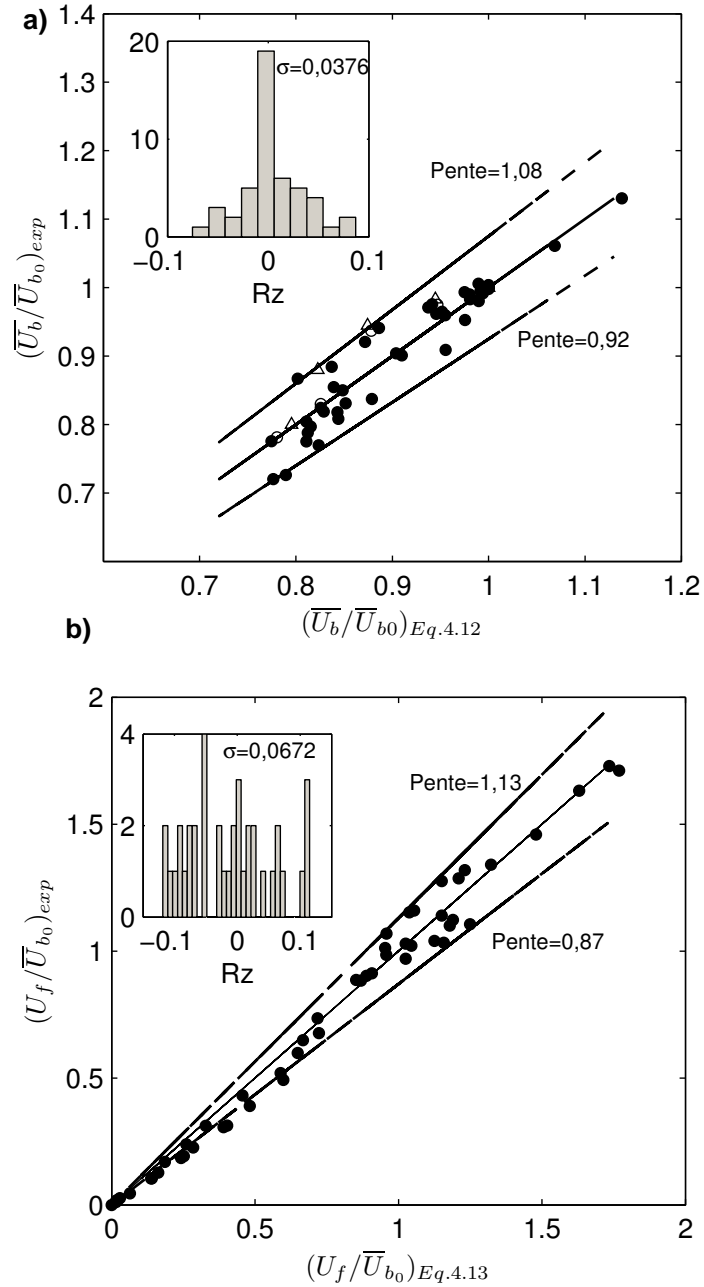 a)
1.4
1.3
1.2
1.1
1
0.9
0.8
0.7
20
10
0
−0.1
0
0.1
Rz
σ=0,0376
Pente=1,08
Pente=0,92
(U̅b/U̅b0)exp
0.7
0.8
0.9
1
1.1
1.2
(U̅b/U̅b0)Eq.4.12
b)
2
1.5
1
0.5
0
4
2
0
−0.1
0
0.1
Rz
σ=0,0672
Pente=1,13
Pente=0,87
(Uf/U̅b0)exp
0
0.5
1
1.5
2
(Uf/U̅b0)Eq.4.13